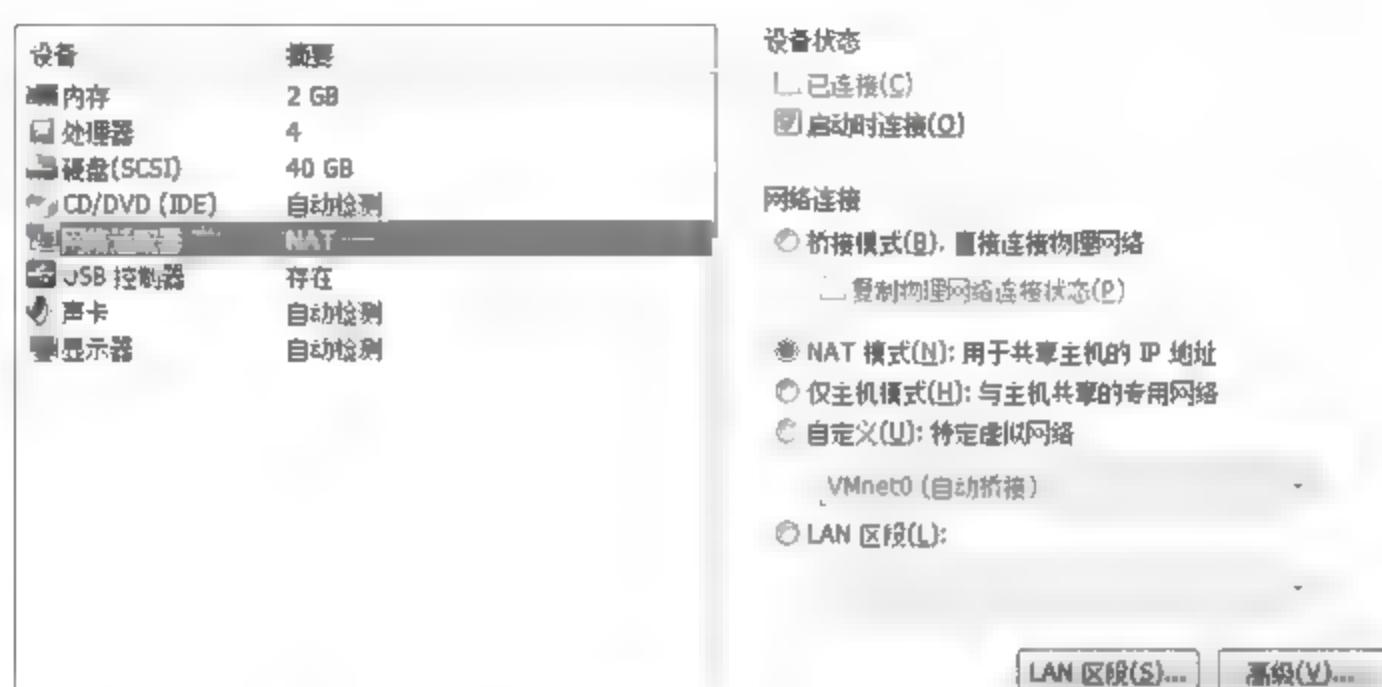 设备 摘要
内存 2 GB
处理器 4
硬盘(SCSI) 40 GB
CD/DVD (IDE) 自动检测
网络适配器 NAT
USB 控制器 存在
声卡 自动检测
显示器 自动检测
设备状态
已连接(C)
启动时连接(O)
网络连接
桥接模式(B), 直接连接物理网络
复制物理网络连接状态(P)
NAT 模式(N): 用于共享主机的 IP 地址
仅主机模式(H): 与主机共享的专用网络
自定义(U): 特定虚拟网络
VMnet0 (自动桥接)
LAN 区段(L):
LAN 区段(S)... 高级(V)...